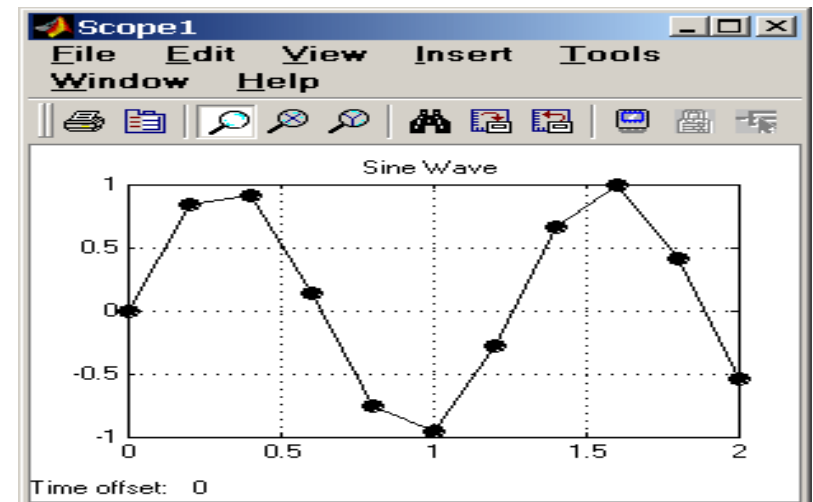 Scope1
File Edit View Insert Tools
Window Help
Sine Wave
1
0.5
0
-0.5
-1
0 0.5 1 1.5 2
Time offset: 0